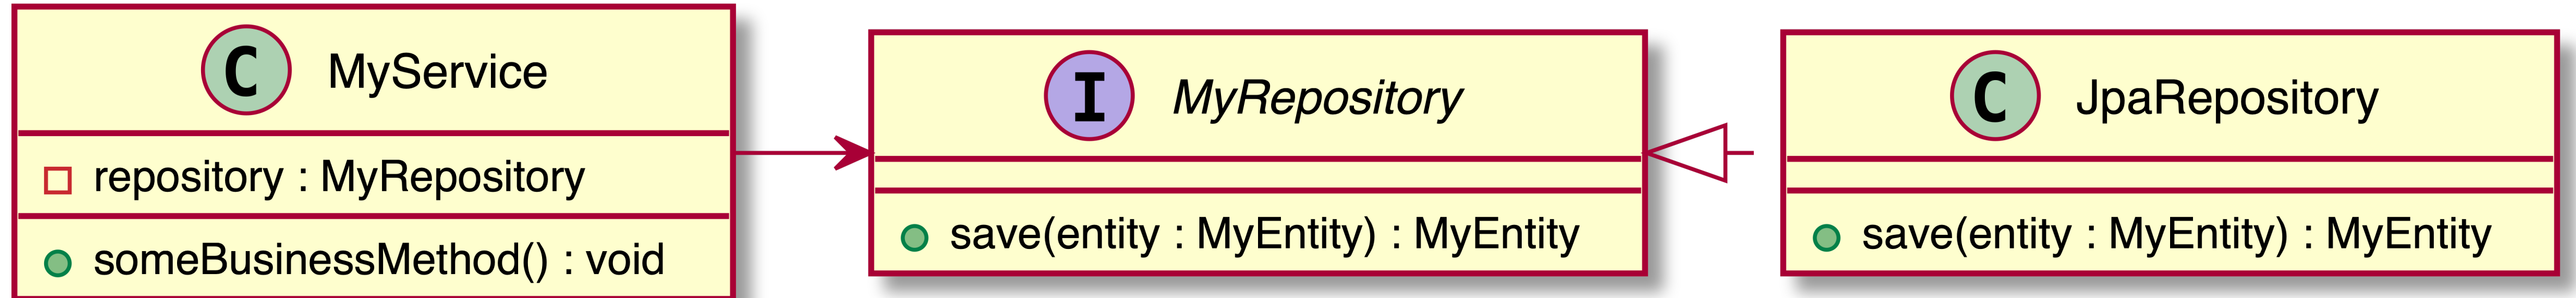 C MyService
repository : MyRepository
someBusinessMethod() : void
I MyRepository
save(entity : MyEntity) : MyEntity
C JpaRepository
save(entity : MyEntity) : MyEntity